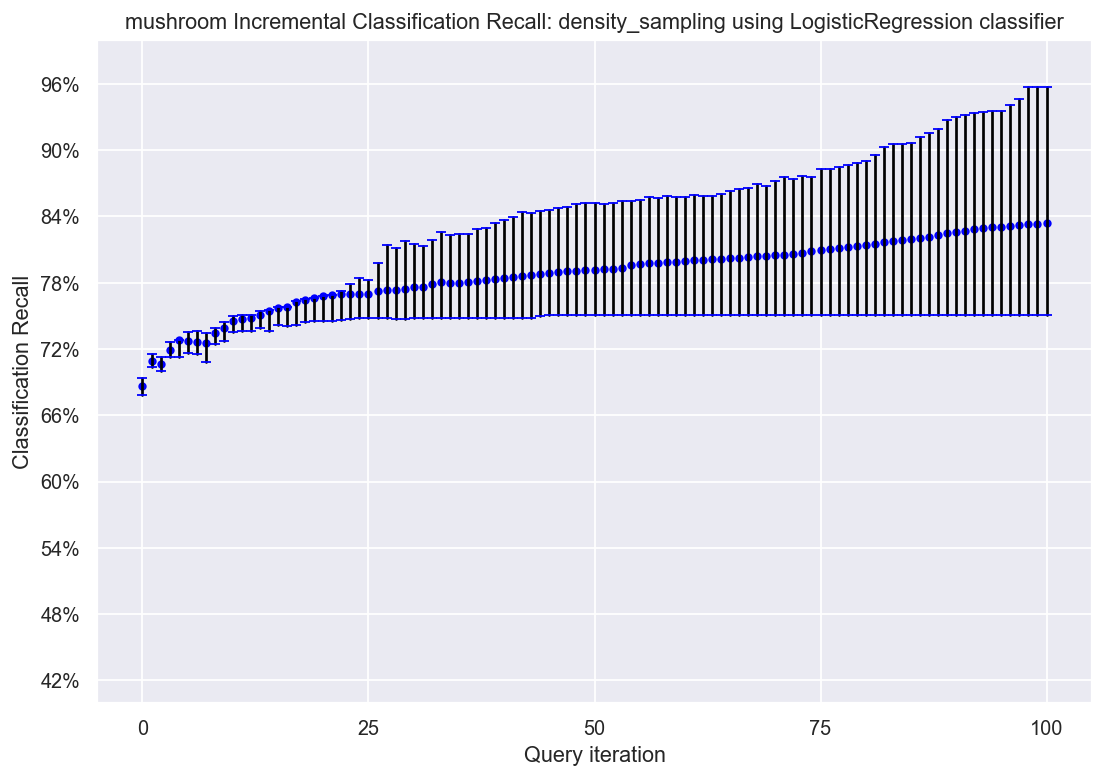 mushroom Incremental Classification Recall: density_sampling using LogisticRegression classifier
96%
90%
84%
78%
72%
66%
60%
54%
48%
42%
Classification Recall
0 25 50 75 100
Query iteration